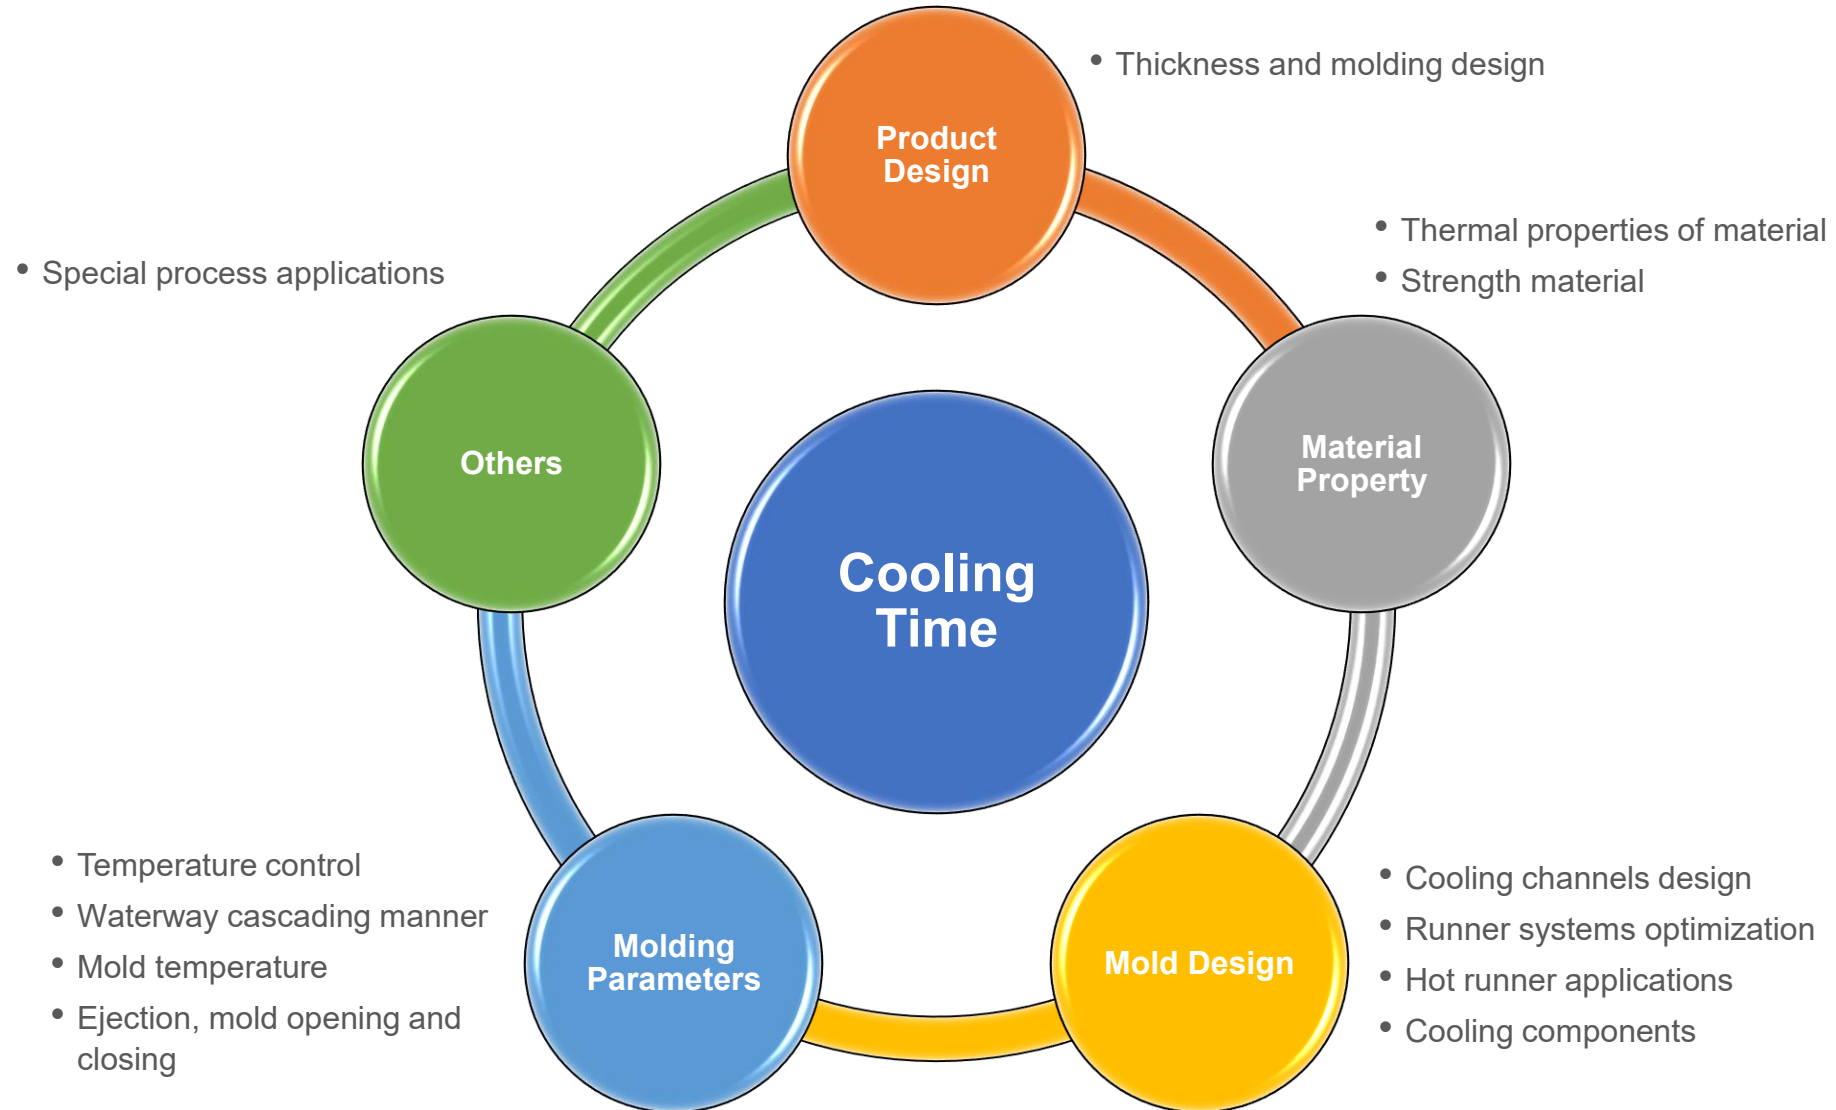 • Thickness and molding design
Product
Design
• Thermal properties of material
• Strength material
• Special process applications
Material
Property
Others
Cooling
Time
• Temperature control
• Waterway cascading manner
• Mold temperature
• Ejection, mold opening and
closing
Molding
Parameters
Mold Design
• Cooling channels design
• Runner systems optimization
• Hot runner applications
• Cooling components